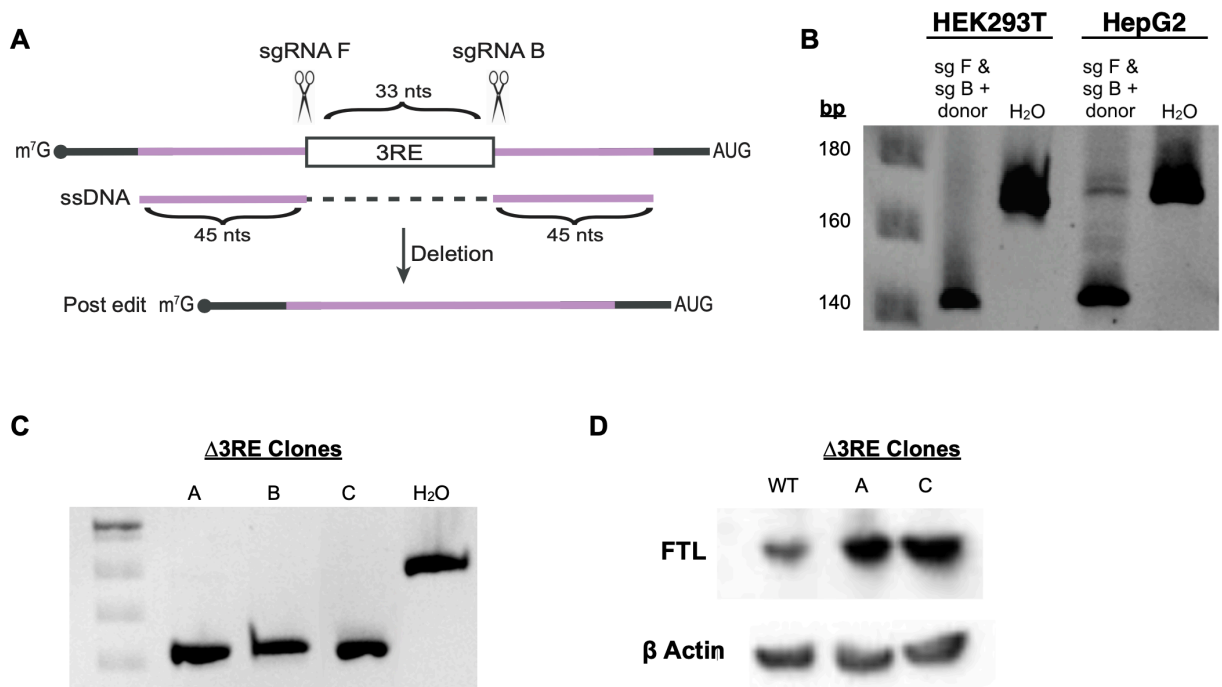 A
sgRNA F
sgRNA B
33 nts
m⁷G
3RE
AUG
ssDNA
45 nts
45 nts
Deletion
Post edit m⁷G
AUG
B
HEK293T
HepG2
sg F &
sg B +
donor
H₂O
sg F &
sg B +
donor
H₂O
bp
180
160
140
C
Δ3RE Clones
A B C H₂O
D
Δ3RE Clones
WT A C
FTL
β Actin